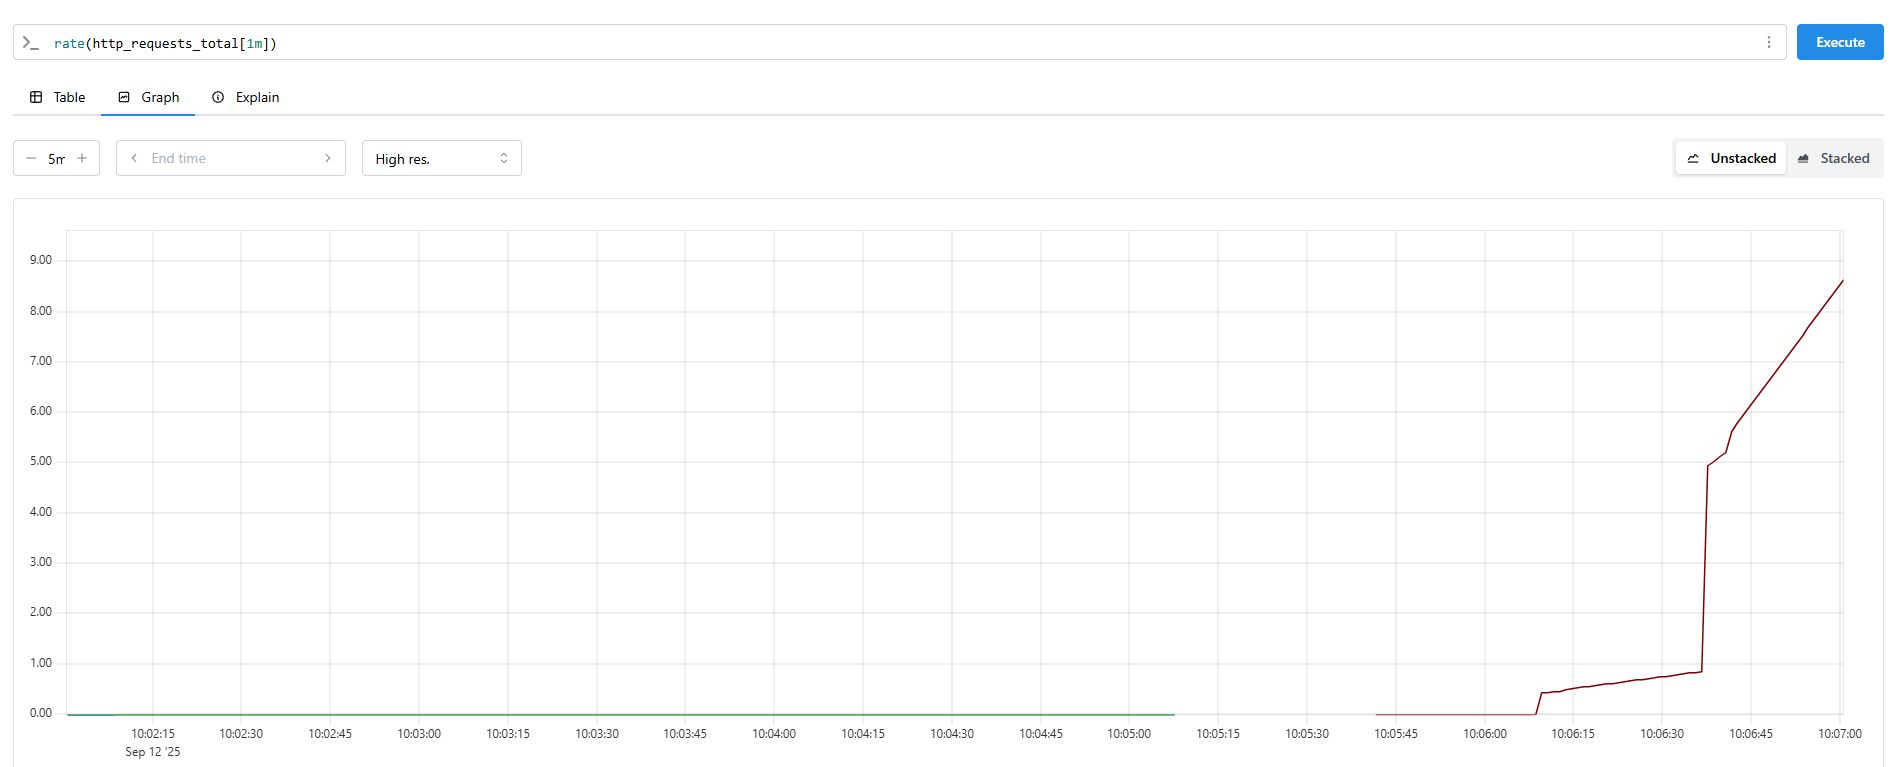 rate(http_requests_total[1m])
Execute
Table Graph Explain
5m End time High res. Unstacked Stacked
9.00
8.00
7.00
6.00
5.00
4.00
3.00
2.00
1.00
0.00
10:02:15 10:02:30 10:02:45 10:03:00 10:03:15 10:03:30 10:03:45 10:04:00 10:04:15 10:04:30 10:04:45 10:05:00 10:05:15 10:05:30 10:05:45 10:06:00 10:06:15 10:06:30 10:06:45 10:07:00
Sep 12 '25